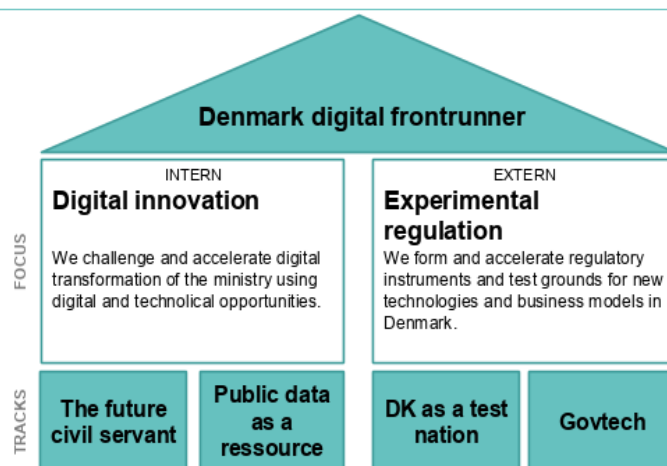 Denmark digital frontrunner
FOCUS
INTERN
Digital innovation
We challenge and accelerate digital
transformation of the ministry using
digital and technolical opportunities.
EXTERN
Experimental
regulation
We form and accelerate regulatory
instruments and test grounds for new
technologies and business models in
Denmark.
TRACKS
The future
civil servant
Public data
as a
ressource
DK as a test
nation
Govtech